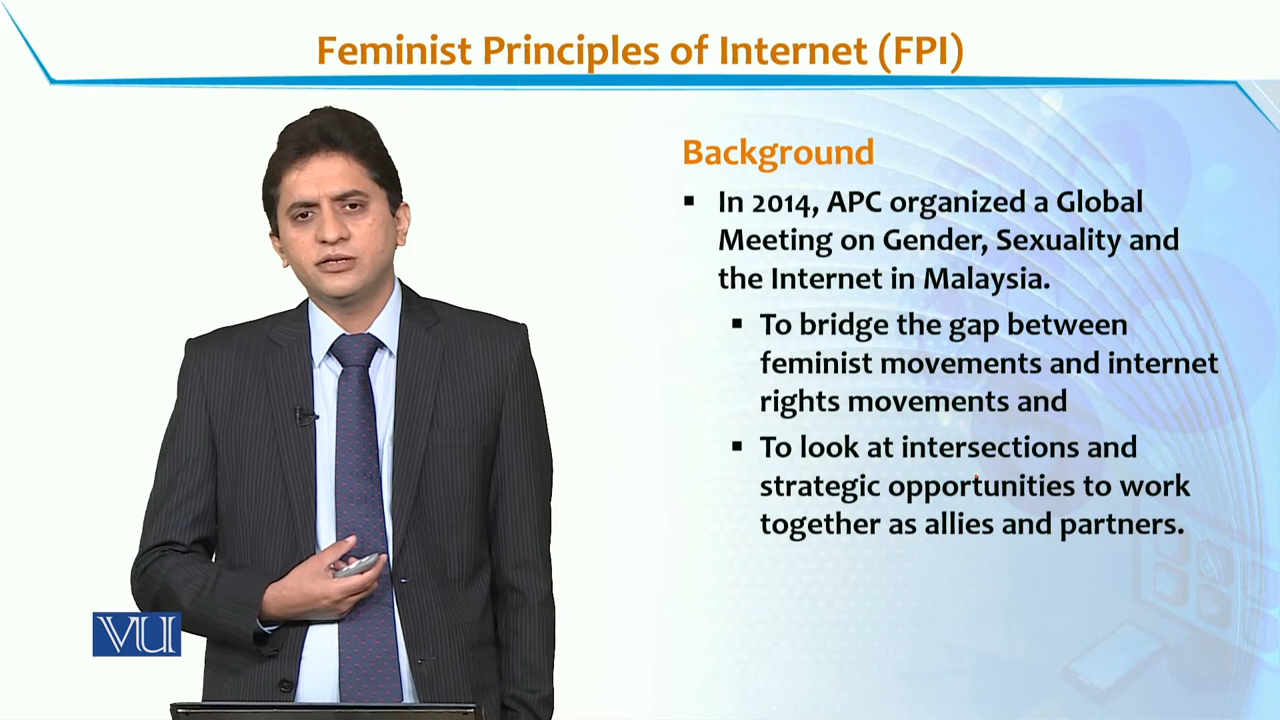 Feminist Principles of Internet (FPI)
Background
▪ In 2014, APC organized a Global
Meeting on Gender, Sexuality and
the Internet in Malaysia.
▪ To bridge the gap between
feminist movements and internet
rights movements and
▪ To look at intersections and
strategic opportunities to work
together as allies and partners.
VU